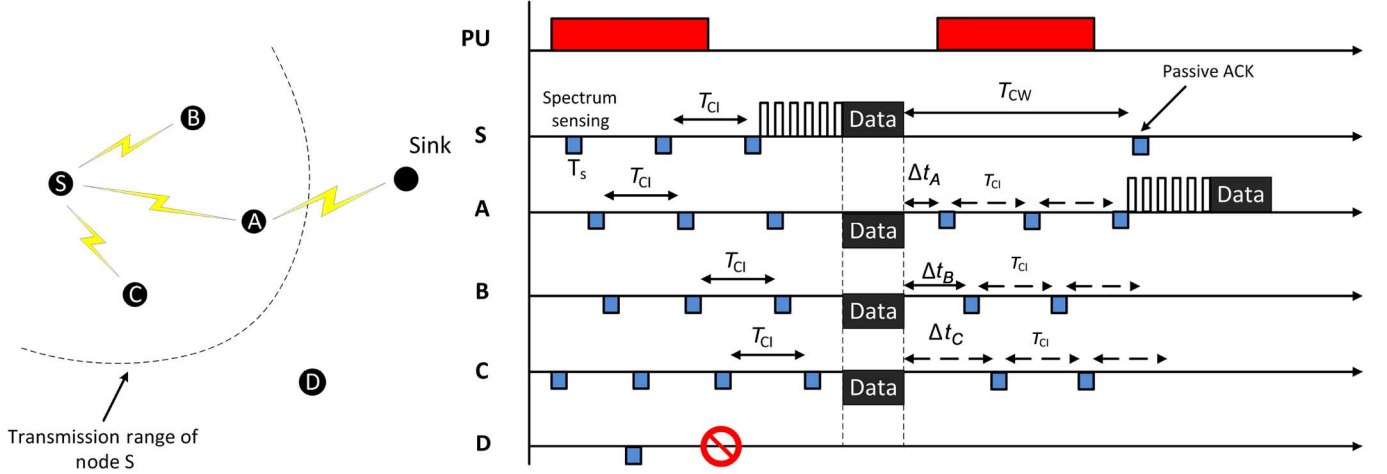 B
S
A
C
D
Sink
Transmission range of
node S
PU
S
Spectrum
sensing
T_s
T_CI
Data
T_CW
Passive ACK
A
T_CI
Data
Δt_A
T_CI
Data
B
T_CI
Data
Δt_B
T_CI
C
T_CI
Data
Δt_C
T_CI
D